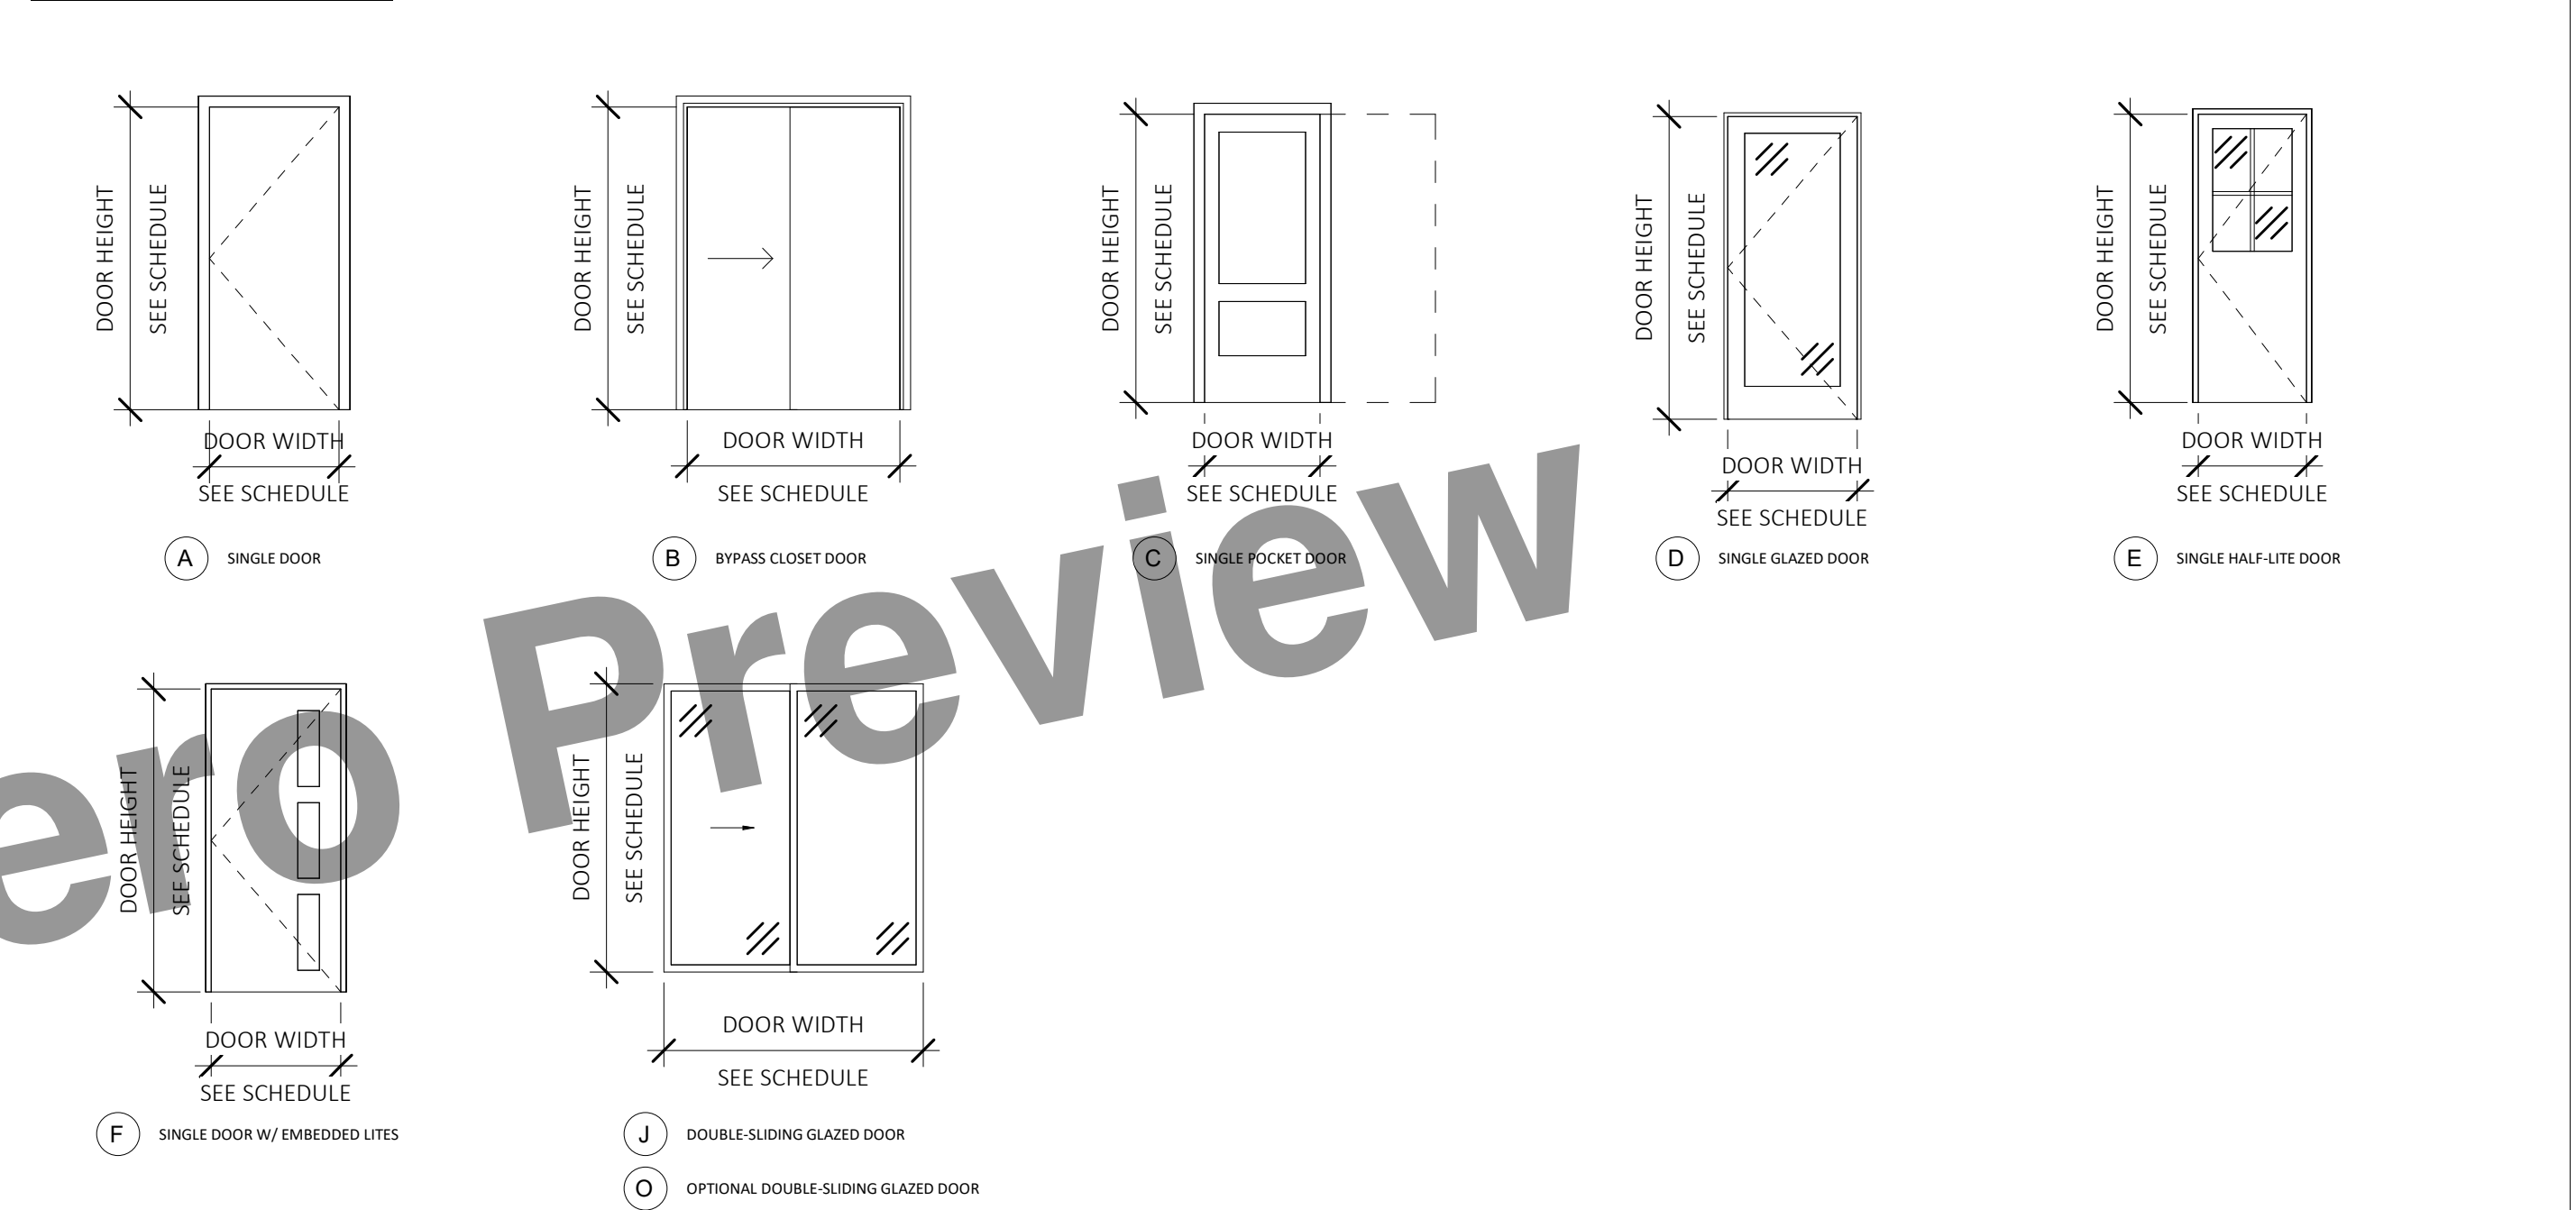 DOOR HEIGHT
SEE SCHEDULE
DOOR WIDTH
SEE SCHEDULE
A SINGLE DOOR
DOOR HEIGHT
SEE SCHEDULE
DOOR WIDTH
SEE SCHEDULE
B BYPASS CLOSET DOOR
DOOR HEIGHT
SEE SCHEDULE
DOOR WIDTH
SEE SCHEDULE
C SINGLE POCKET DOOR
DOOR HEIGHT
SEE SCHEDULE
DOOR WIDTH
SEE SCHEDULE
D SINGLE GLAZED DOOR
DOOR HEIGHT
SEE SCHEDULE
DOOR WIDTH
SEE SCHEDULE
E SINGLE HALF-LITE DOOR
DOOR HEIGHT
SEE SCHEDULE
DOOR WIDTH
SEE SCHEDULE
F SINGLE DOOR W/ EMBEDDED LITES
DOOR HEIGHT
SEE SCHEDULE
DOOR WIDTH
SEE SCHEDULE
J DOUBLE-SLIDING GLAZED DOOR
O OPTIONAL DOUBLE-SLIDING GLAZED DOOR
ero Preview